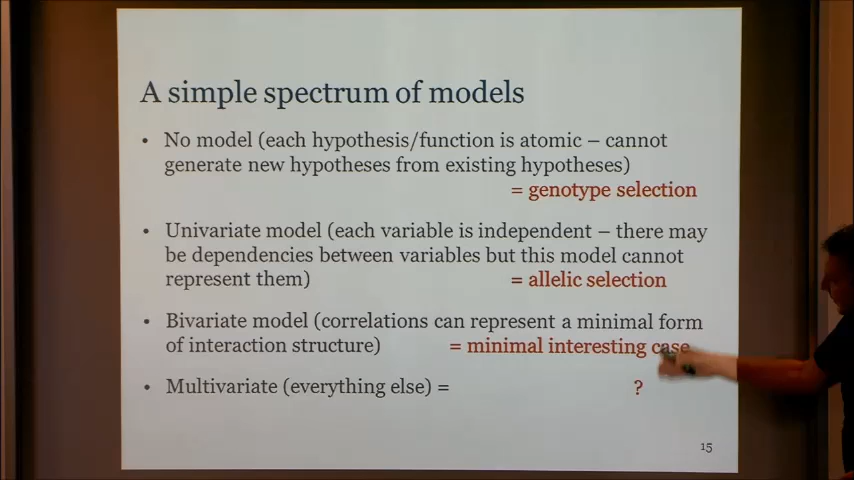 A simple spectrum of models
• No model (each hypothesis/function is atomic – cannot
generate new hypotheses from existing hypotheses)
= genotype selection
• Univariate model (each variable is independent – there may
be dependencies between variables but this model cannot
represent them) = allelic selection
• Bivariate model (correlations can represent a minimal form
of interaction structure) = minimal interesting case
• Multivariate (everything else) = ?
15